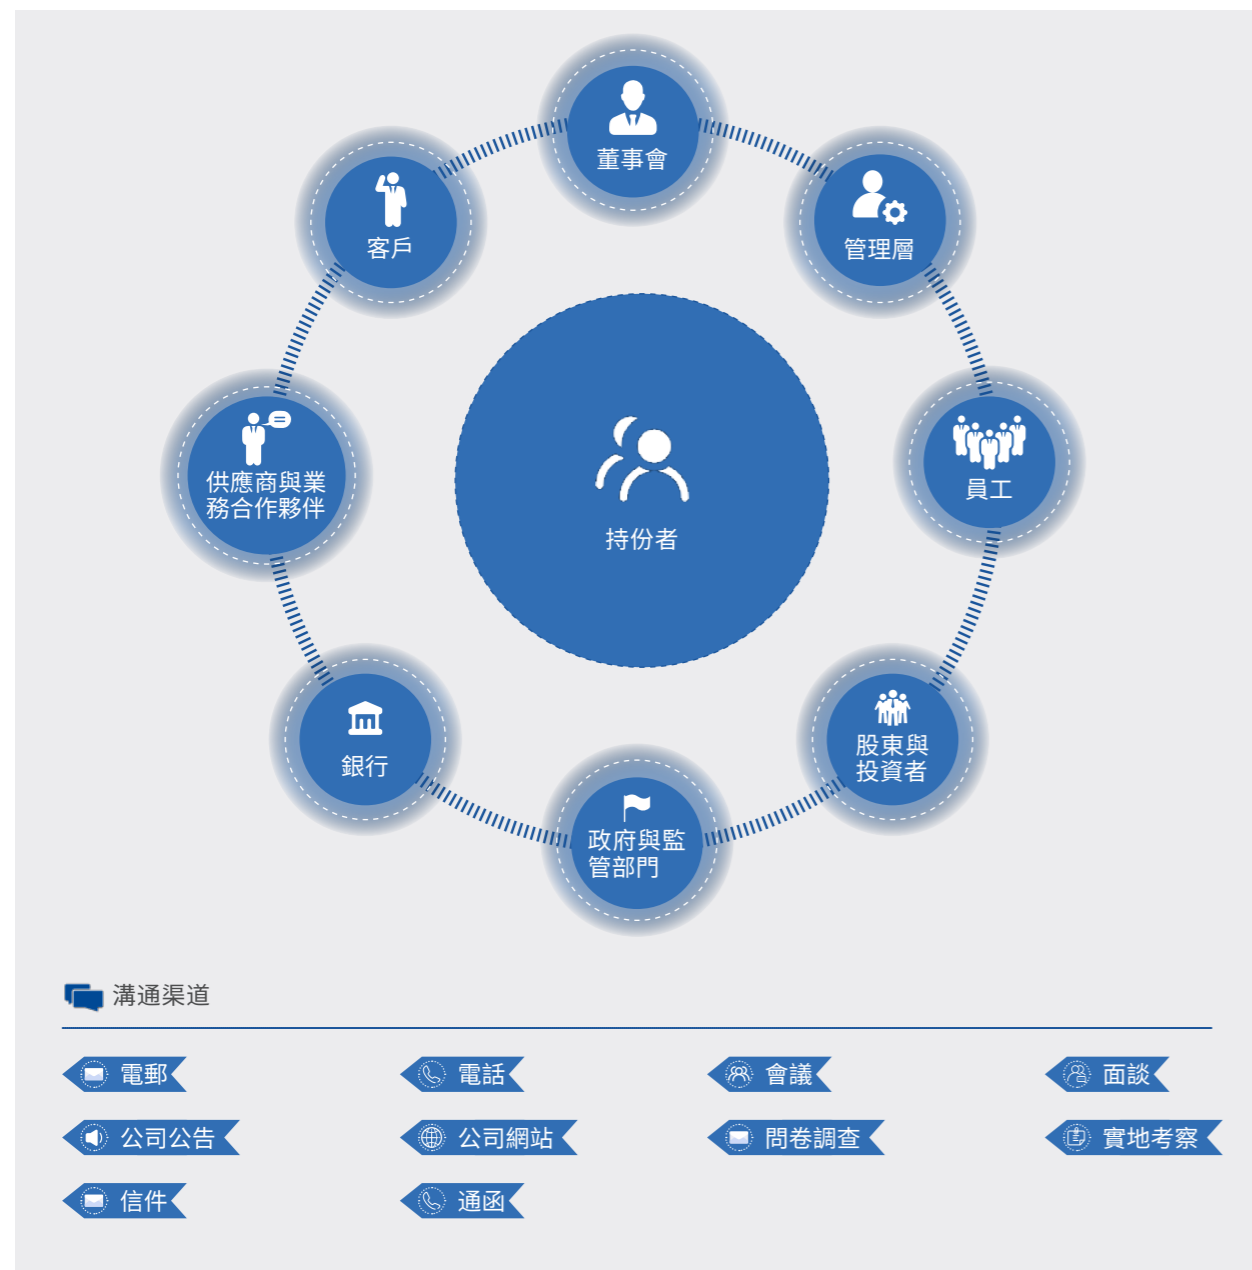 董事會
客戶
管理層
供應商與業
務合作夥伴
持份者
員工
銀行
股東與
投資者
政府與監
管部門
溝通渠道
電郵
電話
會議
面談
公司公告
公司網站
問卷調查
實地考察
信件
通函